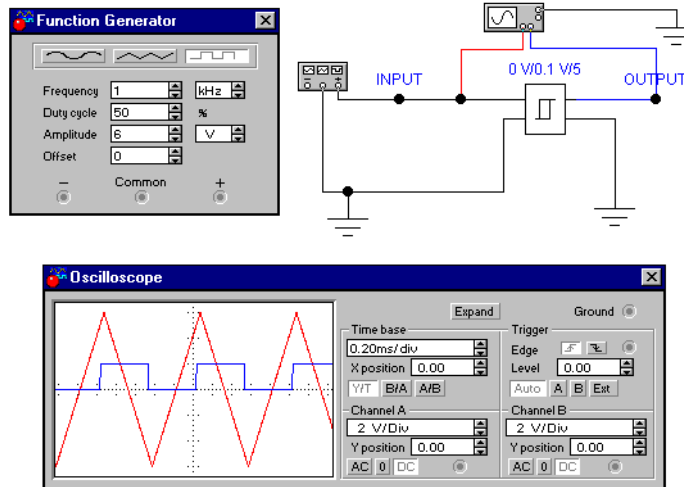 Function Generator
Frequency 1 kHz
Duty cycle 50 %
Amplitude 6 V
Offset 0
− Common +
INPUT
0 V/0.1 V/5
OUTPUT
Oscilloscope
Expand
Ground
Time base
0.20ms/div
X position 0.00
Y/T B/A A/B
Trigger
Edge
Level 0.00
Auto A B Ext
Channel A
2 V/Div
Y position 0.00
AC 0 DC
Channel B
2 V/Div
Y position 0.00
AC 0 DC